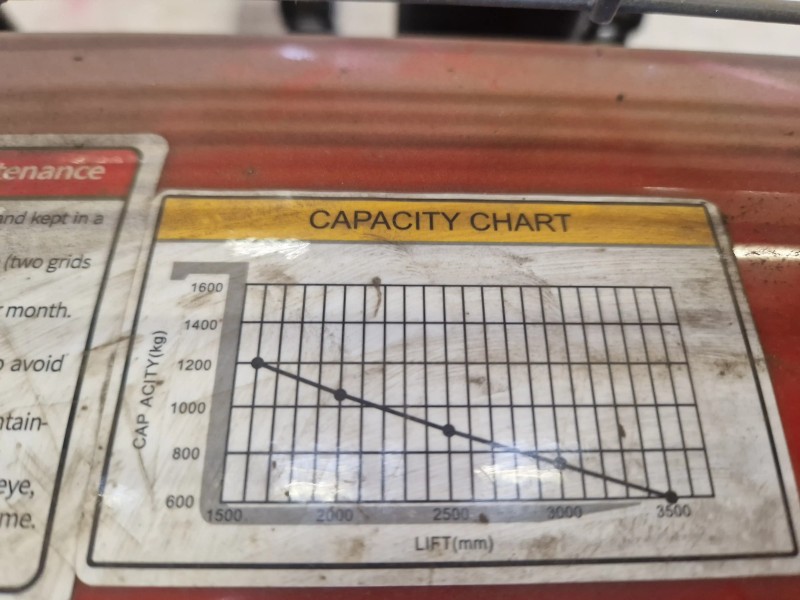 tenance
and kept in a
(two grids
month.
avoid
ntain-
eye,
me.
CAPACITY CHART
CAP ACITY(kg)
1600
1400
1200
1000
800
600
1500 2000 2500 3000 3500
LIFT(mm)